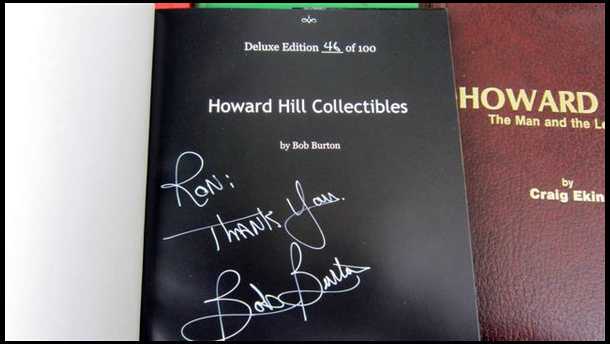 Deluxe Edition 46 of 100
Howard Hill Collectibles
by Bob Burton
Ron:
Thank You.
Bob Burton
HOWARD
The Man and the Le
by
Craig Ekin